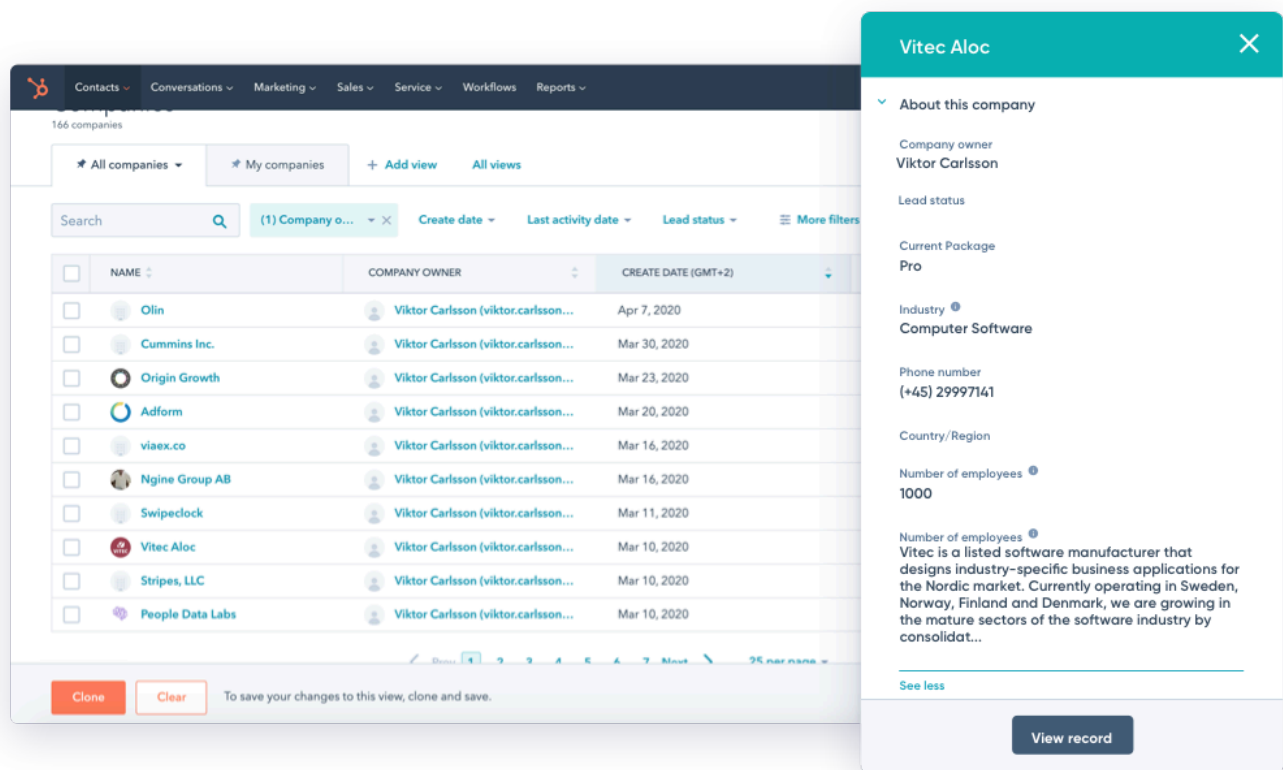 Contacts Conversations Marketing Sales Service Workflows Reports
Companies
166 companies
All companies My companies + Add view All views
Search (1) Company o... Create date Last activity date Lead status More filters
NAME COMPANY OWNER CREATE DATE (GMT+2)
Olin Viktor Carlsson (viktor.carlsson... Apr 7, 2020
Cummins Inc. Viktor Carlsson (viktor.carlsson... Mar 30, 2020
Origin Growth Viktor Carlsson (viktor.carlsson... Mar 23, 2020
Adform Viktor Carlsson (viktor.carlsson... Mar 20, 2020
viaex.co Viktor Carlsson (viktor.carlsson... Mar 16, 2020
Ngine Group AB Viktor Carlsson (viktor.carlsson... Mar 16, 2020
Swipeclock Viktor Carlsson (viktor.carlsson... Mar 11, 2020
VITEC Vitec Aloc Viktor Carlsson (viktor.carlsson... Mar 10, 2020
Stripes, LLC Viktor Carlsson (viktor.carlsson... Mar 10, 2020
People Data Labs Viktor Carlsson (viktor.carlsson... Mar 10, 2020
Prev 1 2 3 4 5 6 7 Next 25 per page
Clone Clear To save your changes to this view, clone and save.
Vitec Aloc
About this company
Company owner
Viktor Carlsson
Lead status
Current Package
Pro
Industry
Computer Software
Phone number
(+45) 29997141
Country/Region
Number of employees
1000
Number of employees
Vitec is a listed software manufacturer that
designs industry-specific business applications for
the Nordic market. Currently operating in Sweden,
Norway, Finland and Denmark, we are growing in
the mature sectors of the software industry by
consolidat...
See less
View record